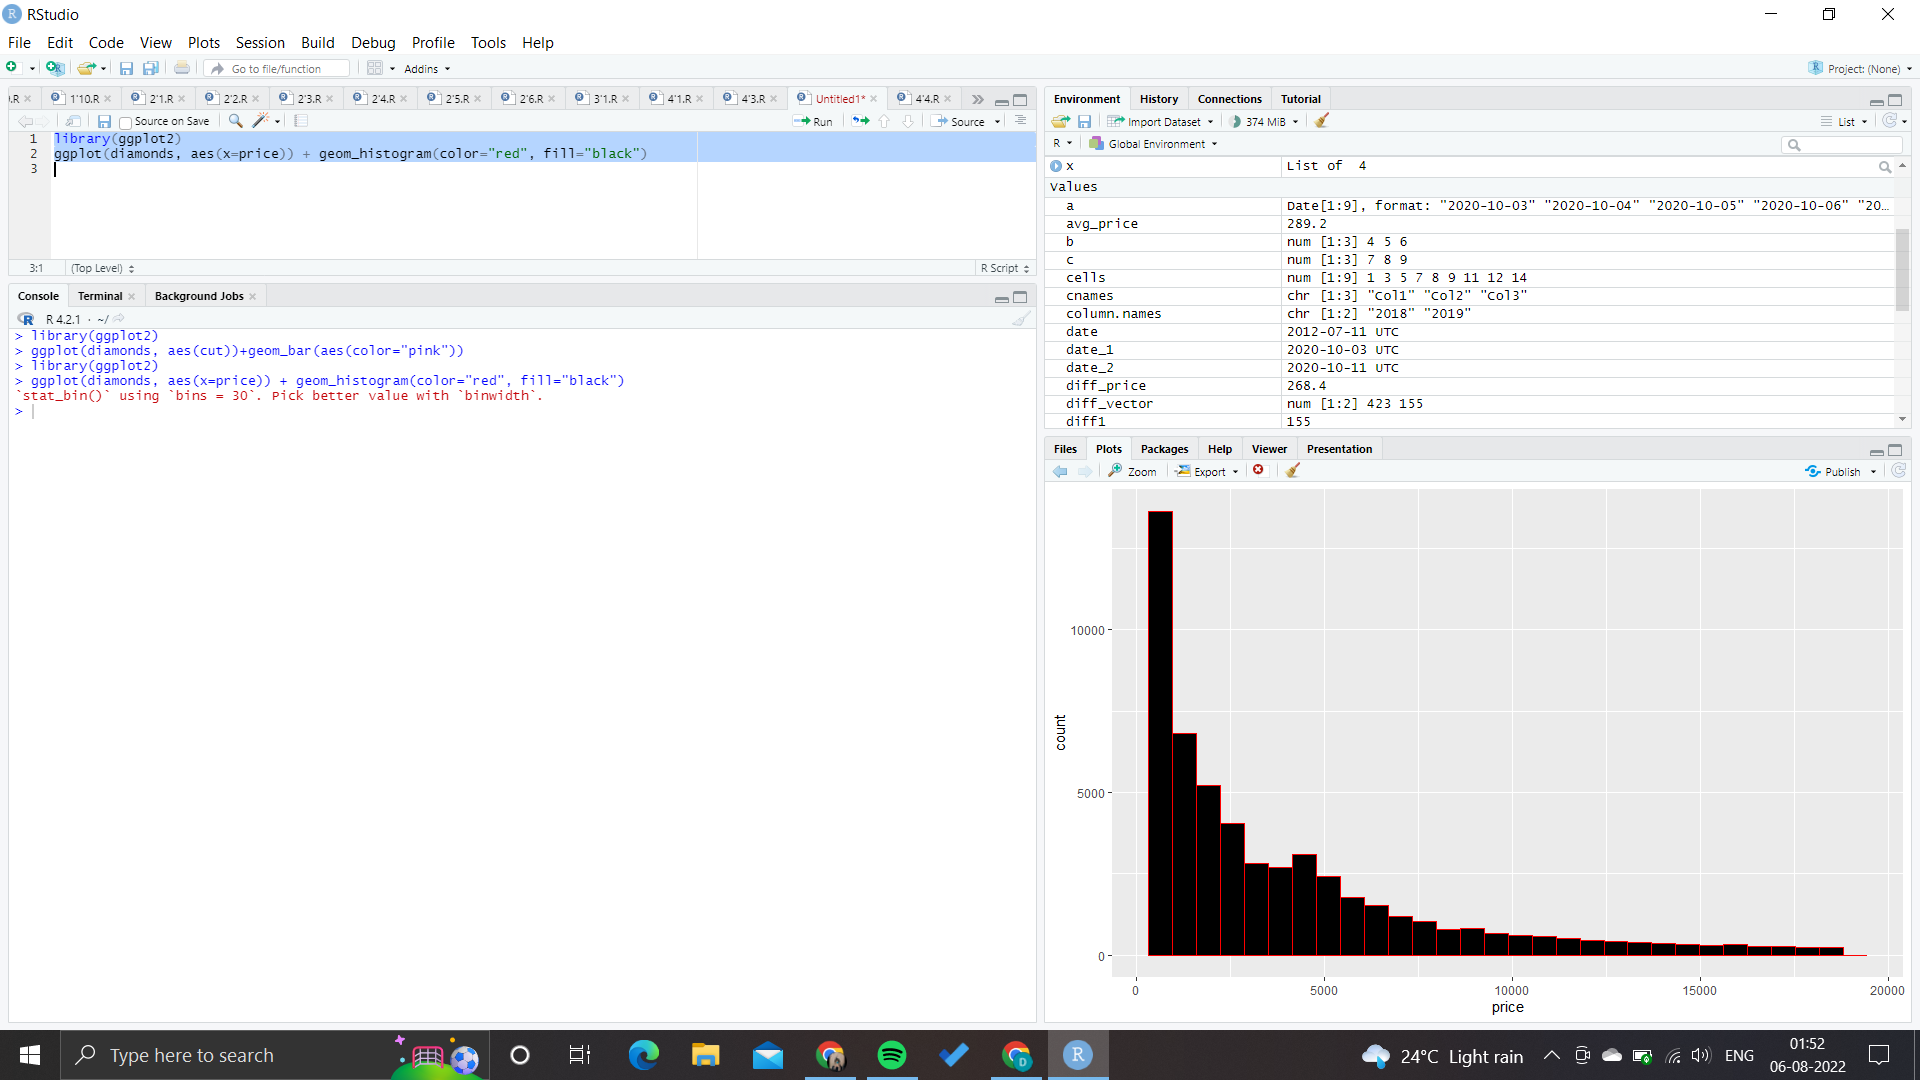 RStudio
File Edit Code View Plots Session Build Debug Profile Tools Help
Go to file/function Addins Project: (None)
.R 1'10.R 2'1.R 2'2.R 2'3.R 2'4.R 2'5.R 2'6.R 3'1.R 4'1.R 4'3.R Untitled1* 4'4.R
Source on Save Run Source
1 library(ggplot2)
2 ggplot(diamonds, aes(x=price)) + geom_histogram(color="red", fill="black")
3
3:1 (Top Level) R Script
Console Terminal Background Jobs
R 4.2.1 · ~/
> library(ggplot2)
> ggplot(diamonds, aes(cut))+geom_bar(aes(color="pink"))
> library(ggplot2)
> ggplot(diamonds, aes(x=price)) + geom_histogram(color="red", fill="black")
`stat_bin()` using `bins = 30`. Pick better value with `binwidth`.
>
Environment History Connections Tutorial
Import Dataset 374 MiB List
R Global Environment
x List of 4
Values
a Date[1:9], format: "2020-10-03" "2020-10-04" "2020-10-05" "2020-10-06" "20...
avg_price 289.2
b num [1:3] 4 5 6
c num [1:3] 7 8 9
cells num [1:9] 1 3 5 7 8 9 11 12 14
cnames chr [1:3] "Col1" "Col2" "Col3"
column.names chr [1:2] "2018" "2019"
date 2012-07-11 UTC
date_1 2020-10-03 UTC
date_2 2020-10-11 UTC
diff_price 268.4
diff_vector num [1:2] 423 155
diff1 155
Files Plots Packages Help Viewer Presentation
Zoom Export Publish
10000
5000
0
count
0 5000 10000 15000 20000
price
Type here to search
24°C Light rain ENG
01:52
06-08-2022